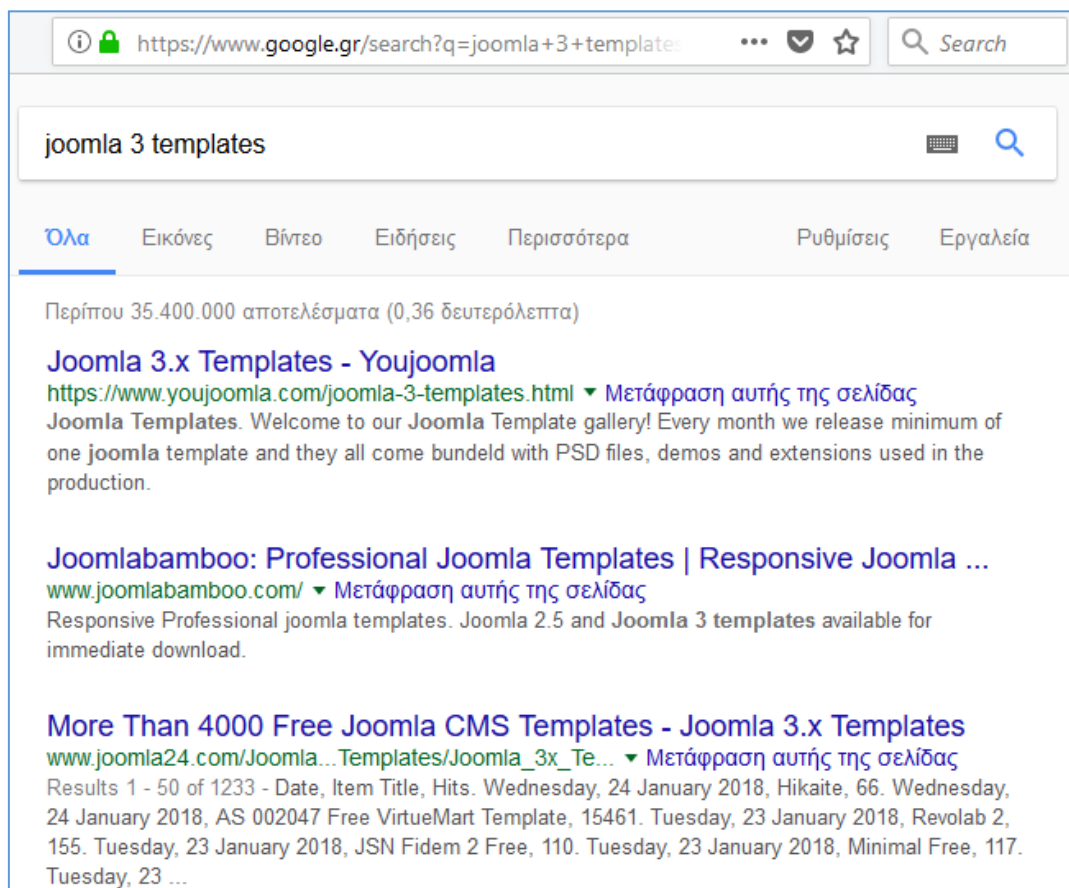 https://www.google.gr/search?q=joomla+3+templates
Search
joomla 3 templates
Όλα Εικόνες Βίντεο Ειδήσεις Περισσότερα Ρυθμίσεις Εργαλεία
Περίπου 35.400.000 αποτελέσματα (0,36 δευτερόλεπτα)
Joomla 3.x Templates - Youjoomla
https://www.youjoomla.com/joomla-3-templates.html ▾ Μετάφραση αυτής της σελίδας
Joomla Templates. Welcome to our Joomla Template gallery! Every month we release minimum of
one joomla template and they all come bundeld with PSD files, demos and extensions used in the
production.
Joomlabamboo: Professional Joomla Templates | Responsive Joomla ...
www.joomlabamboo.com/ ▾ Μετάφραση αυτής της σελίδας
Responsive Professional joomla templates. Joomla 2.5 and Joomla 3 templates available for
immediate download.
More Than 4000 Free Joomla CMS Templates - Joomla 3.x Templates
www.joomla24.com/Joomla...Templates/Joomla_3x_Te... ▾ Μετάφραση αυτής της σελίδας
Results 1 - 50 of 1233 - Date, Item Title, Hits. Wednesday, 24 January 2018, Hikaite, 66. Wednesday,
24 January 2018, AS 002047 Free VirtueMart Template, 15461. Tuesday, 23 January 2018, Revolab 2,
155. Tuesday, 23 January 2018, JSN Fidem 2 Free, 110. Tuesday, 23 January 2018, Minimal Free, 117.
Tuesday, 23 ...